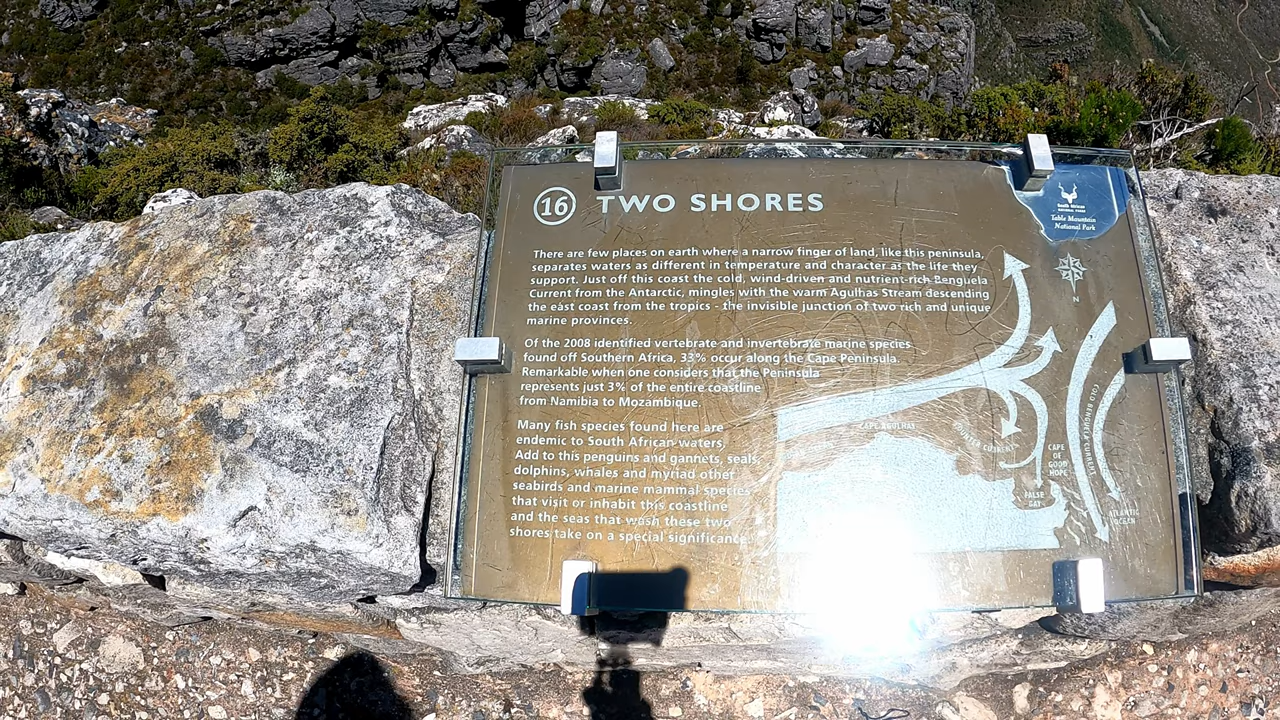 16 TWO SHORES
South African
NATIONAL PARKS
Table Mountain
National Park
There are few places on earth where a narrow finger of land, like this peninsula,
separates waters as different in temperature and character as the life they
support. Just off this coast the cold, wind-driven and nutrient-rich Benguela
Current from the Antarctic, mingles with the warm Agulhas Stream descending
the east coast from the tropics - the invisible junction of two rich and unique
marine provinces.
N
Of the 2008 identified vertebrate and invertebrate marine species
found off Southern Africa, 33% occur along the Cape Peninsula.
Remarkable when one considers that the Peninsula
represents just 3% of the entire coastline
from Namibia to Mozambique.
Many fish species found here are
endemic to South African waters,
Add to this penguins and gannets, seals,
dolphins, whales and myriad other
seabirds and marine mammal species
that visit or inhabit this coastline
and the seas that wash these two
shores take on a special significance.
CAPE AGULHAS
COUNTER CURRENT
CAPE
OF
GOOD
HOPE
FALSE
BAY
COLD BENGUELA CURRENT
ATLANTIC
OCEAN